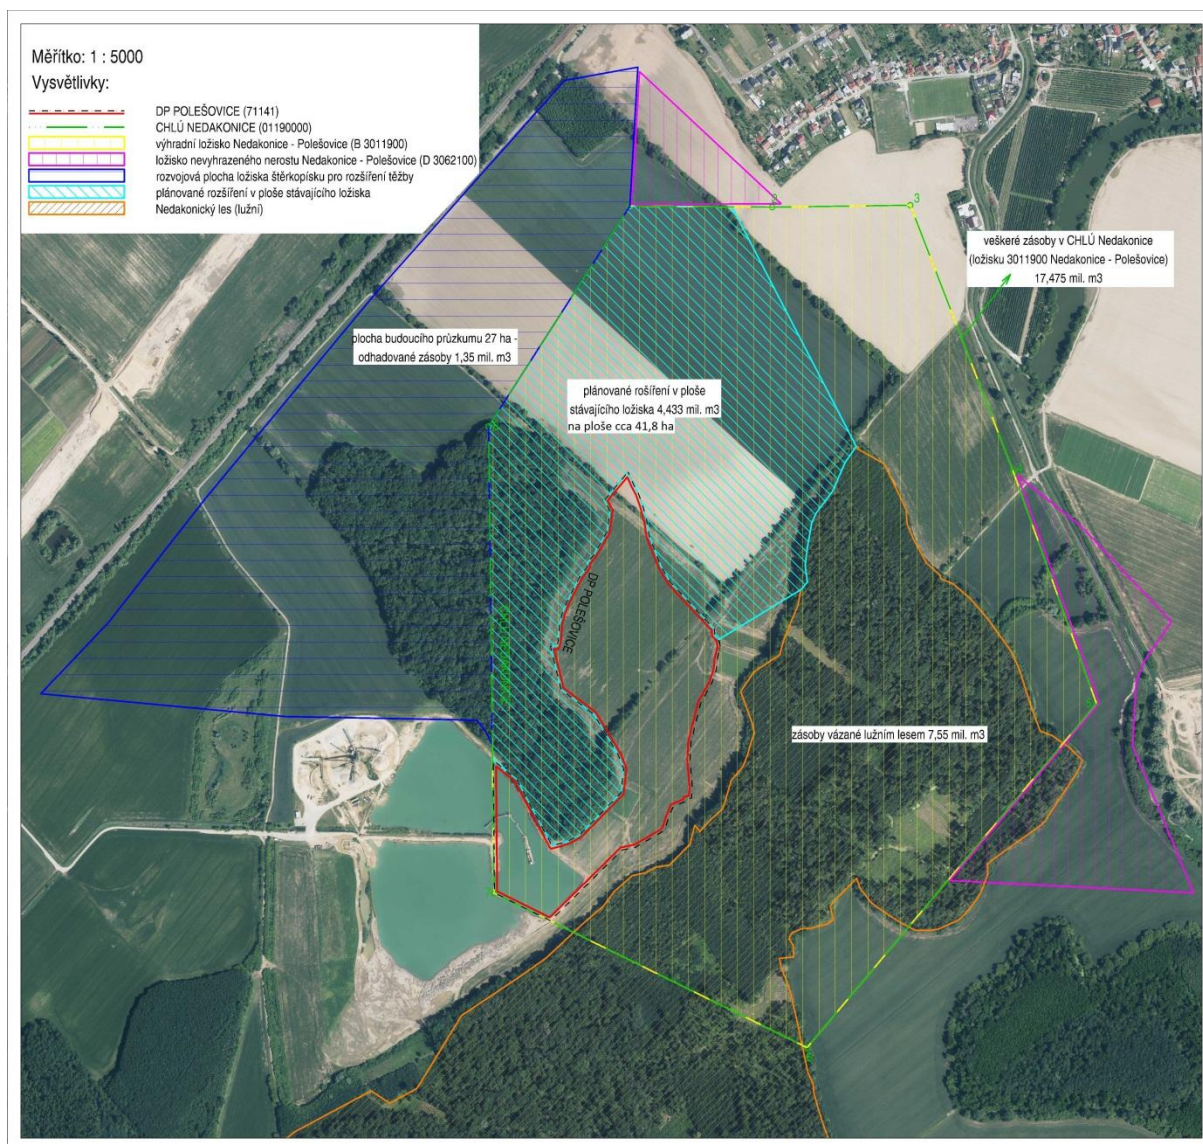 Měřítko: 1 : 5000
Vysvětlivky:
DP POLEŠOVICE (71141)
CHLÚ NEDAKONICE (01190000)
výhradní ložisko Nedakonice - Polešovice (B 3011900)
ložisko nevyhrazeného nerostu Nedakonice - Polešovice (D 3062100)
rozvojová plocha ložiska štěrkopísku pro rozšíření těžby
plánované rozšíření v ploše stávajícího ložiska
Nedakonický les (lužní)
2
3
veškeré zásoby v CHLÚ Nedakonice
(ložisku 3011900 Nedakonice - Polešovice)
17,475 mil. m3
plocha budoucího průzkumu 27 ha -
odhadované zásoby 1,35 mil. m3
plánované rošíření v ploše
stávajícího ložiska 4,433 mil. m3
na ploše cca 41,8 ha
DP POLEŠOVICE
zásoby vázané lužním lesem 7,55 mil. m3